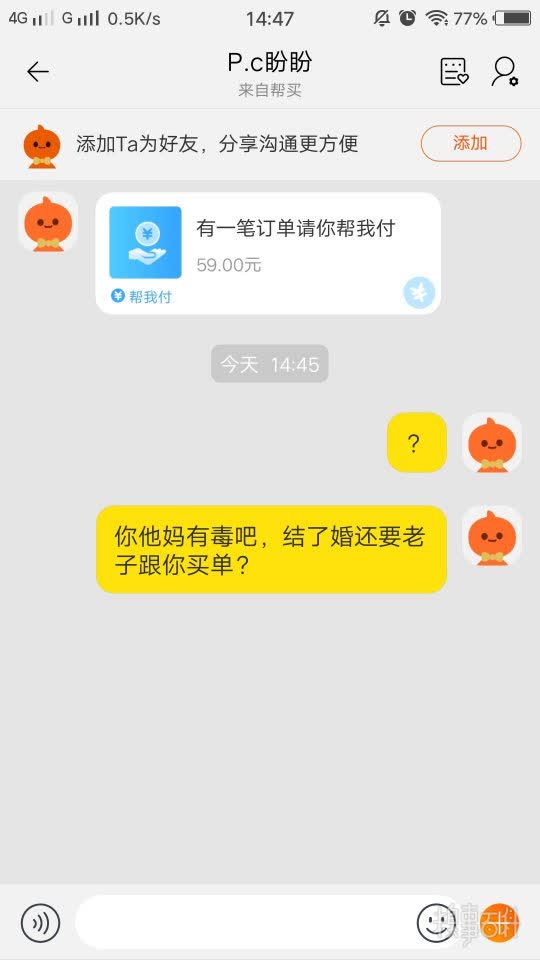 4G G 0.5K/s 14:47 77%
P.c盼盼
来自帮买
添加Ta为好友，分享沟通更方便 添加
有一笔订单请你帮我付
59.00元
帮我付
今天 14:45
？
你他妈有毒吧，结了婚还要老
子跟你买单？